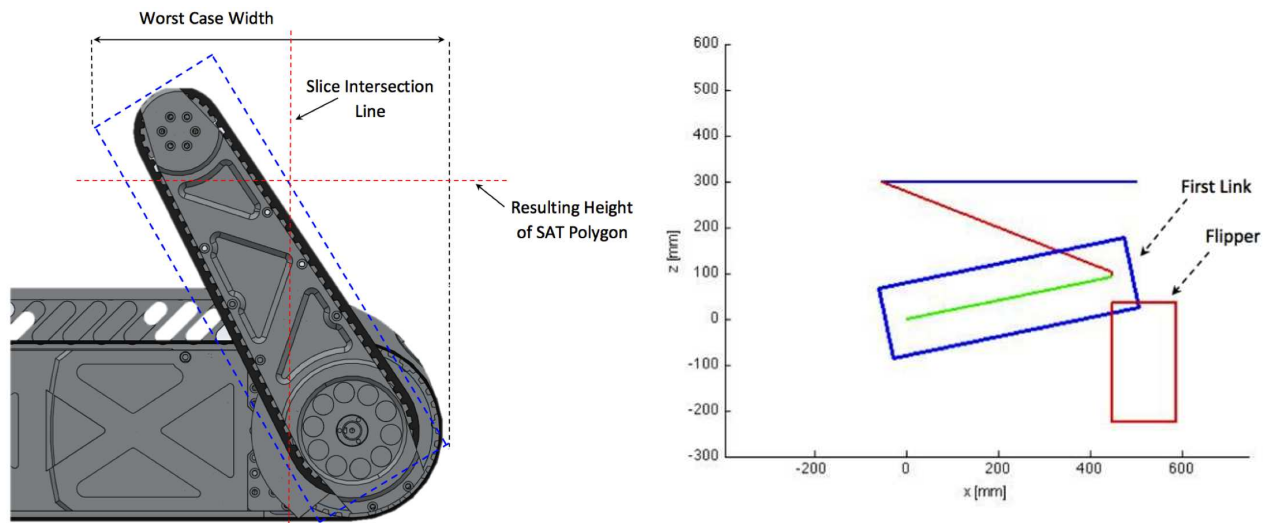 Worst Case Width
Slice Intersection
Line
Resulting Height
of SAT Polygon
600
500
400
300
200
100
0
-100
-200
-300
z [mm]
-200
0
200
400
600
x [mm]
First Link
Flipper